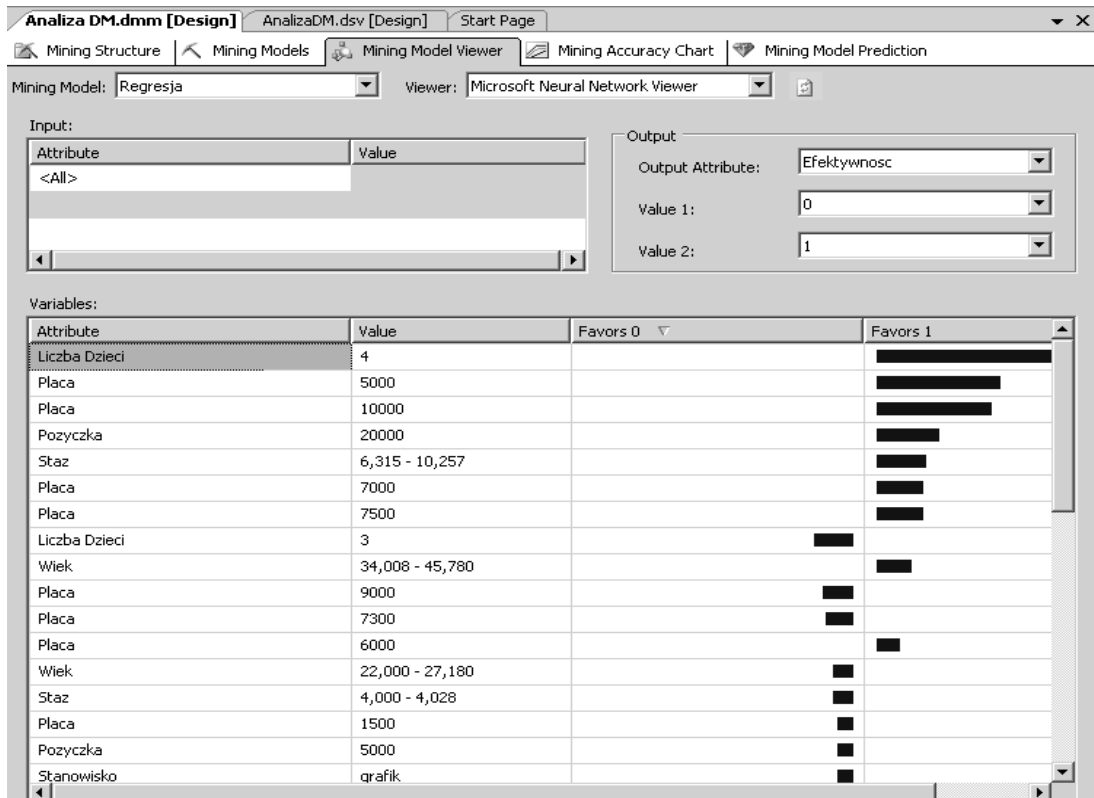 Analiza DM.dmm [Design] AnalizaDM.dsv [Design] Start Page
Mining Structure Mining Models Mining Model Viewer Mining Accuracy Chart Mining Model Prediction
Mining Model: Regresja Viewer: Microsoft Neural Network Viewer
Input:
Attribute Value
<All>
Output
Output Attribute: Efektywnosc
Value 1: 0
Value 2: 1
Variables:
Attribute Value Favors 0 Favors 1
Liczba Dzieci 4
Placa 5000
Placa 10000
Pozyczka 20000
Staz 6,315 - 10,257
Placa 7000
Placa 7500
Liczba Dzieci 3
Wiek 34,008 - 45,780
Placa 9000
Placa 7300
Placa 6000
Wiek 22,000 - 27,180
Staz 4,000 - 4,028
Placa 1500
Pozyczka 5000
Stanowisko grafik